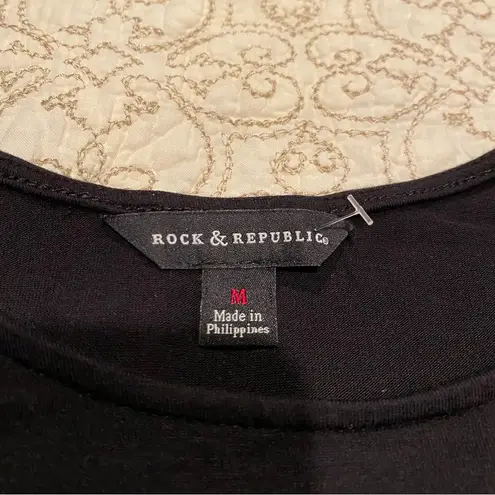 ROCK & REPUBLIC®
M
Made in
Philippines